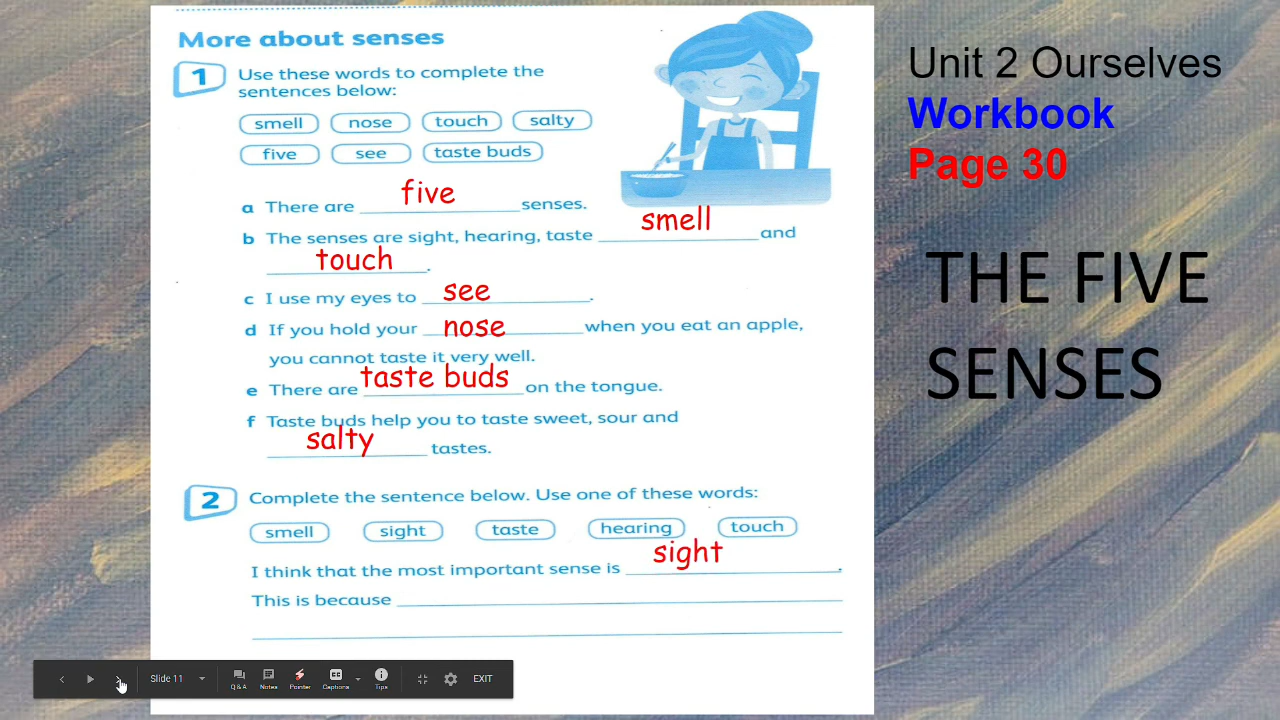 More about senses
1 Use these words to complete the
sentences below:
smell nose touch salty
five see taste buds
a There are five senses.
b The senses are sight, hearing, taste smell and
touch.
c I use my eyes to see.
d If you hold your nose when you eat an apple,
you cannot taste it very well.
e There are taste buds on the tongue.
f Taste buds help you to taste sweet, sour and
salty tastes.
2 Complete the sentence below. Use one of these words:
smell sight taste hearing touch
I think that the most important sense is sight.
This is because
Unit 2 Ourselves
Workbook
Page 30
THE FIVE
SENSES
Slide 11 Q&A Notes Pointer Captions Tips EXIT